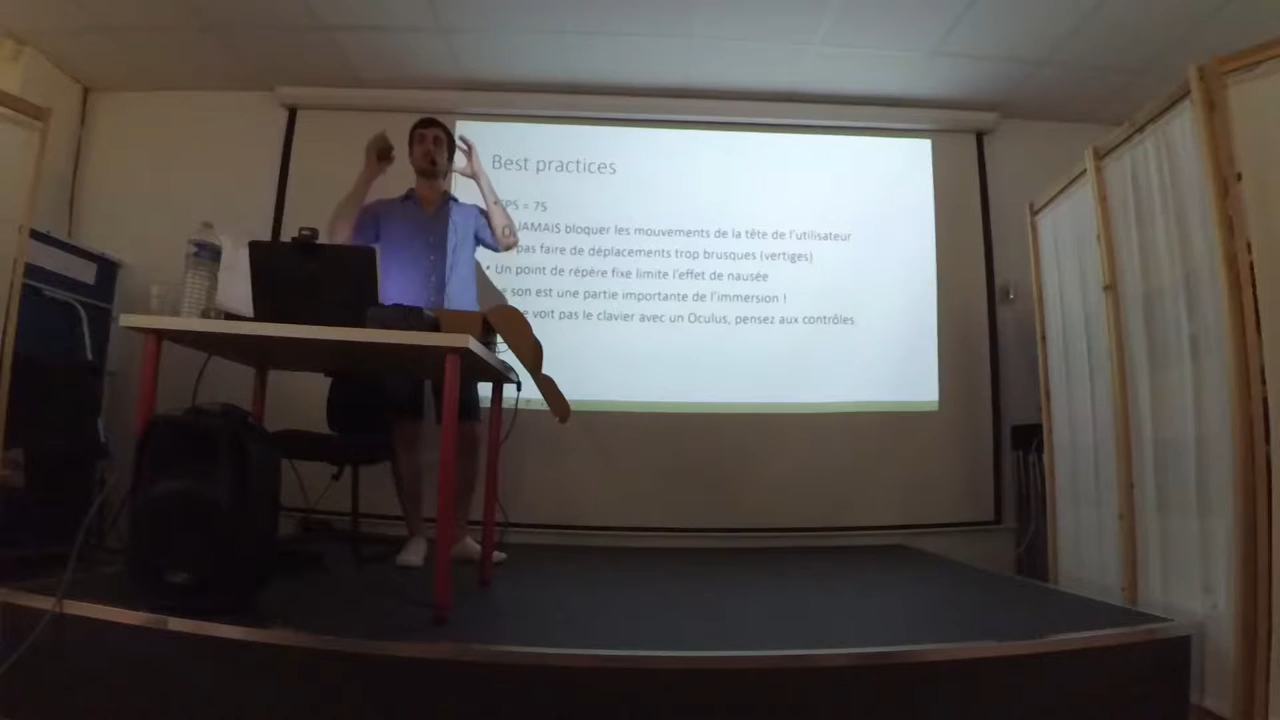 Best practices
FPS = 75
JAMAIS bloquer les mouvements de la tête de l'utilisateur
pas faire de déplacements trop brusques (vertiges)
• Un point de répère fixe limite l'effet de nausée
son est une partie importante de l'immersion !
voit pas le clavier avec un Oculus, pensez aux contrôles